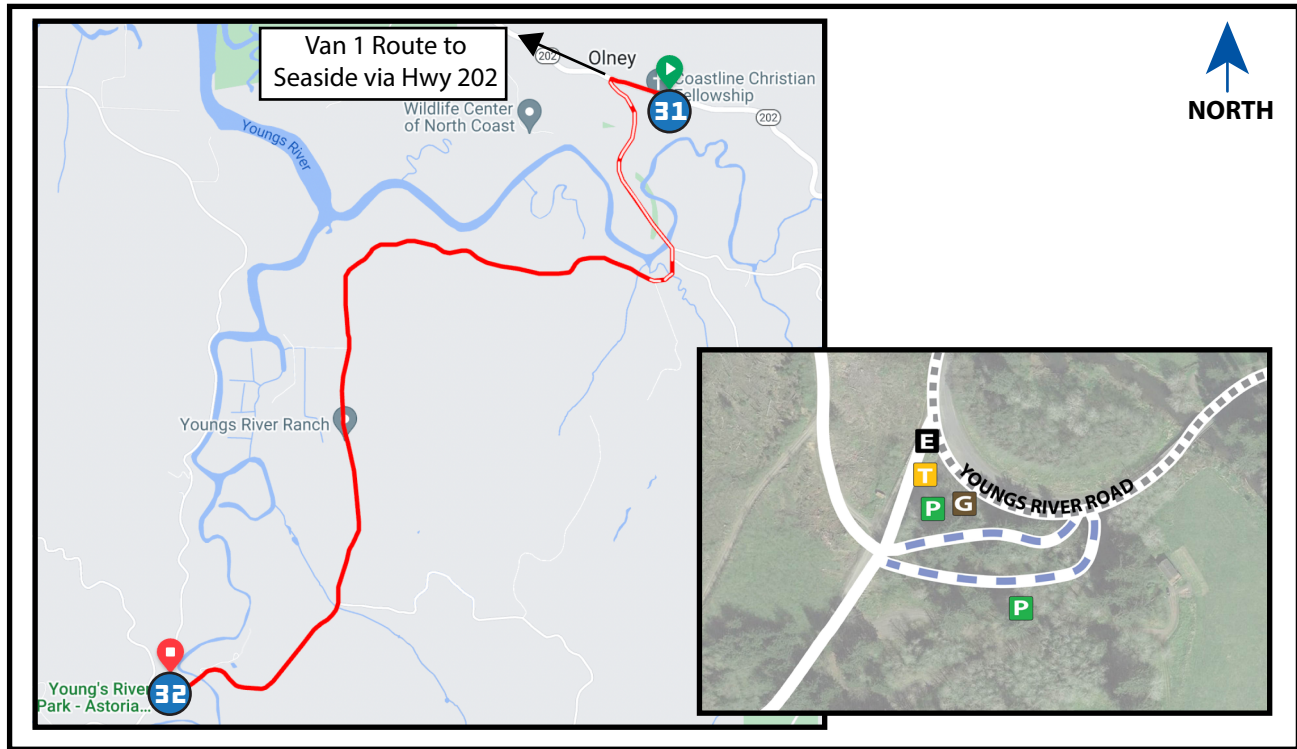 Van 1 Route to
Seaside via Hwy 202
202
Olney
Coastline Christian
Fellowship
31
202
NORTH
Wildlife Center
of North Coast
Youngs River
Youngs River Ranch
Young's River
Park - Astoria...
32
E
T
P
G
YOUNGS RIVER ROAD
P